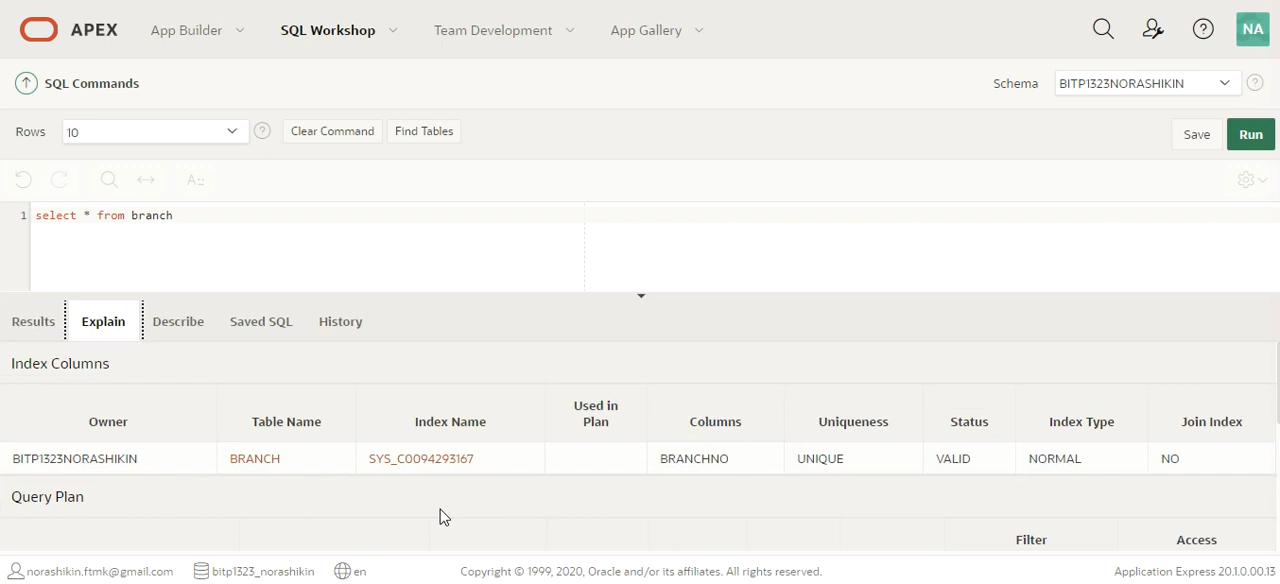 APEX App Builder SQL Workshop Team Development App Gallery NA
SQL Commands Schema BITP1323NORASHIKIN
Rows 10 Clear Command Find Tables Save Run
A::
1 select * from branch
Results Explain Describe Saved SQL History
Index Columns
Owner Table Name Index Name Used in Plan Columns Uniqueness Status Index Type Join Index
BITP1323NORASHIKIN BRANCH SYS_C0094293167 BRANCHNO UNIQUE VALID NORMAL NO
Query Plan
Filter Access
norashikin.ftmk@gmail.com bitp1323_norashikin en Copyright © 1999, 2020, Oracle and/or its affiliates. All rights reserved. Application Express 20.1.0.00.13